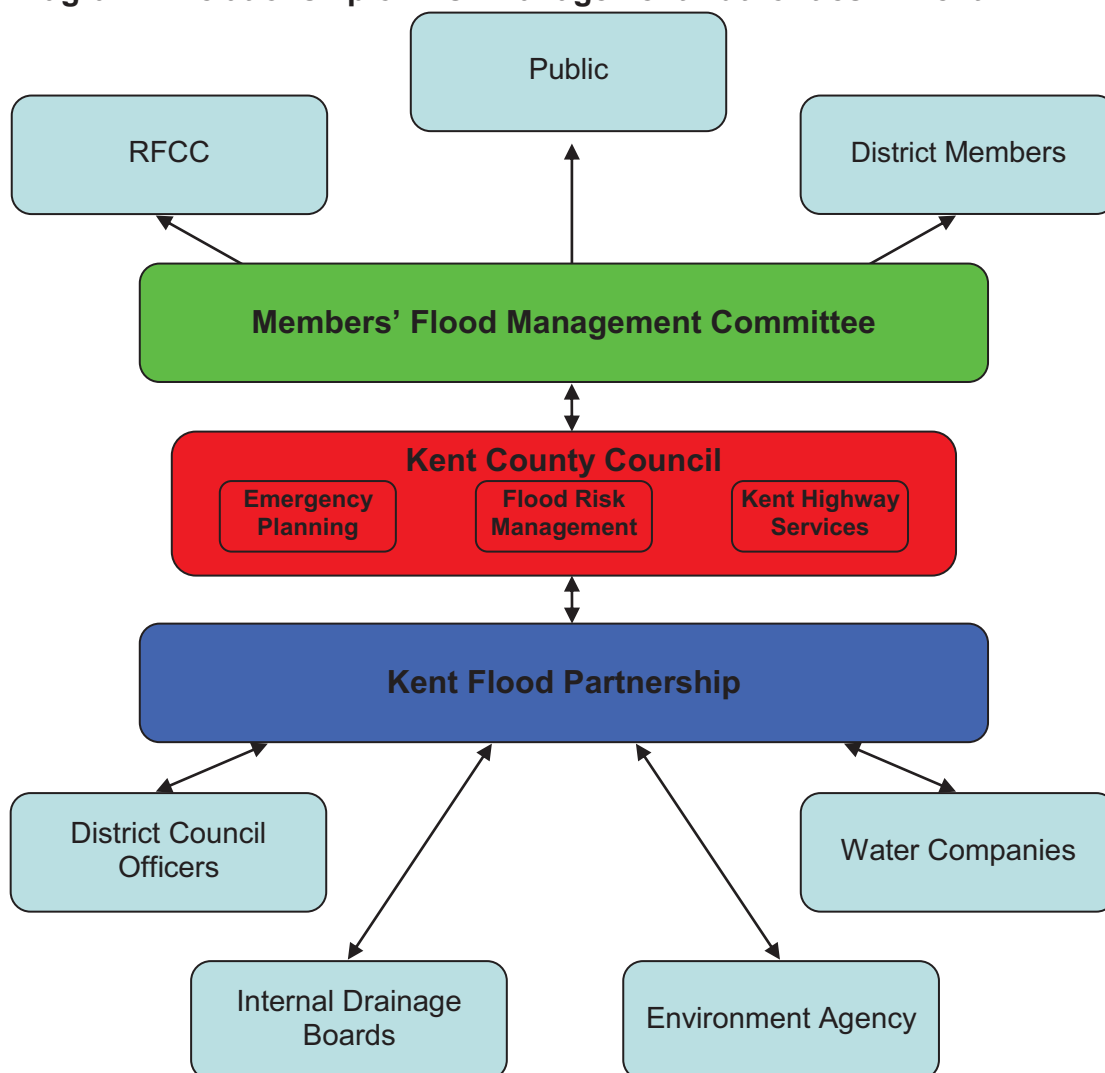 Public
RFCC
District Members
Members’ Flood Management Committee
Kent County Council
Emergency
Planning
Flood Risk
Management
Kent Highway
Services
Kent Flood Partnership
District Council
Officers
Water Companies
Internal Drainage
Boards
Environment Agency